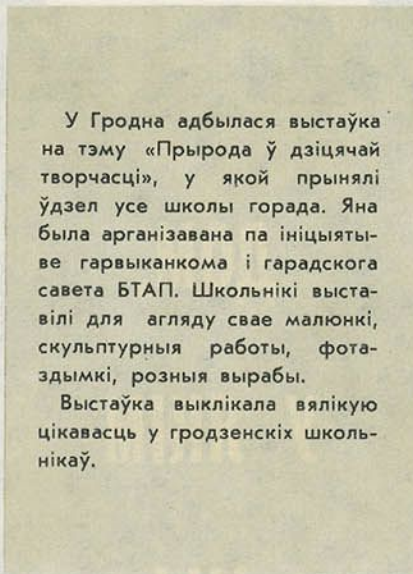 У Гродна адбылася выстаўка
на тэму «Прырода ў дзіцячай
творчасці», у якой прынялі
ўдзел усе школы горада. Яна
была арганізавана па ініцыяты-
ве гарвыканкома і гарадскога
савета БТАП. Школьнікі выста-
вілі для агляду свае малюнкі,
скульптурныя работы, фота-
здымкі, розныя вырабы.
Выстаўка выклікала вялікую
цікавасць у гродзенскіх школь-
нікаў.